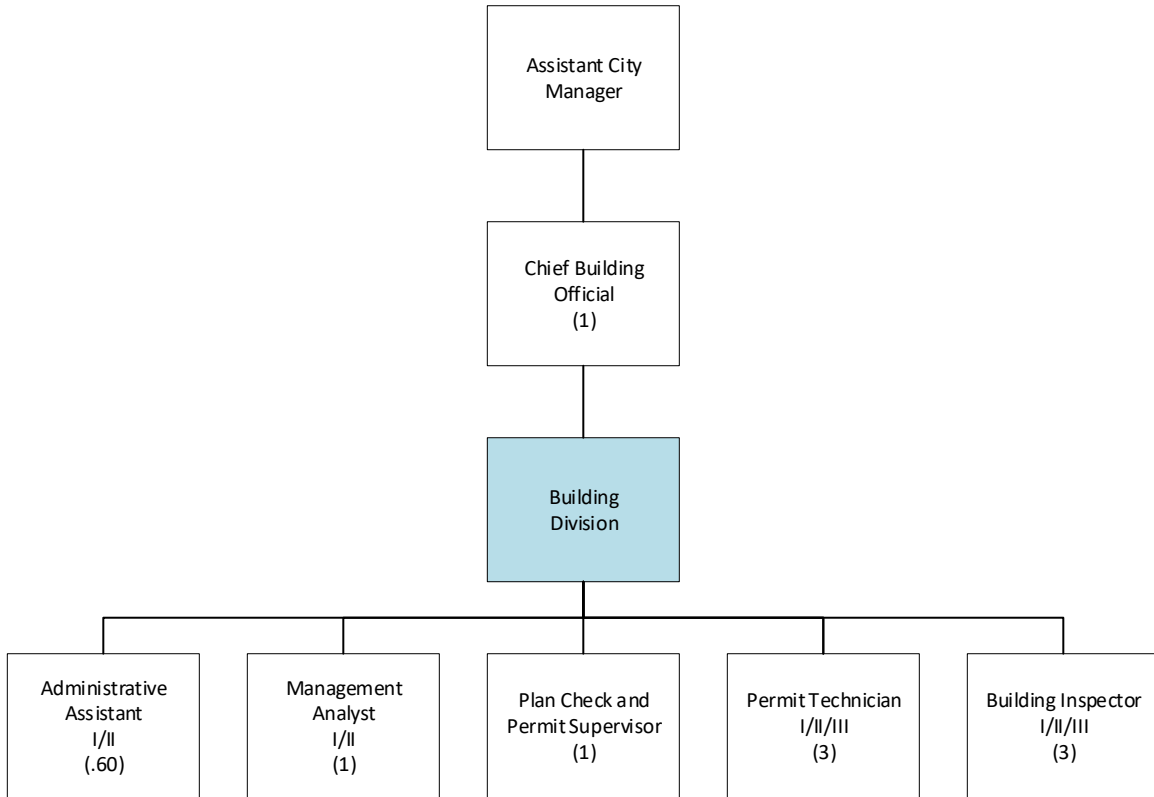 Assistant City
Manager
Chief Building
Official
(1)
Building
Division
Administrative
Assistant
I/II
(.60)
Management
Analyst
I/II
(1)
Plan Check and
Permit Supervisor
(1)
Permit Technician
I/II/III
(3)
Building Inspector
I/II/III
(3)